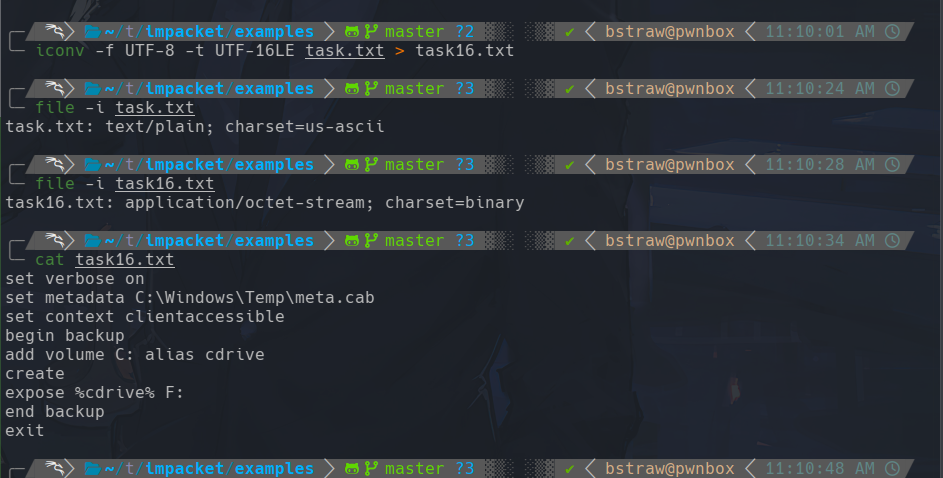 ~/t/impacket/examples master ?2 ✔ bstraw@pwnbox 11:10:01 AM
iconv -f UTF-8 -t UTF-16LE task.txt > task16.txt
~/t/impacket/examples master ?3 ✔ bstraw@pwnbox 11:10:24 AM
file -i task.txt
task.txt: text/plain; charset=us-ascii
~/t/impacket/examples master ?3 ✔ bstraw@pwnbox 11:10:28 AM
file -i task16.txt
task16.txt: application/octet-stream; charset=binary
~/t/impacket/examples master ?3 ✔ bstraw@pwnbox 11:10:34 AM
cat task16.txt
set verbose on
set metadata C:\Windows\Temp\meta.cab
set context clientaccessible
begin backup
add volume C: alias cdrive
create
expose %cdrive% F:
end backup
exit
~/t/impacket/examples master ?3 ✔ bstraw@pwnbox 11:10:48 AM